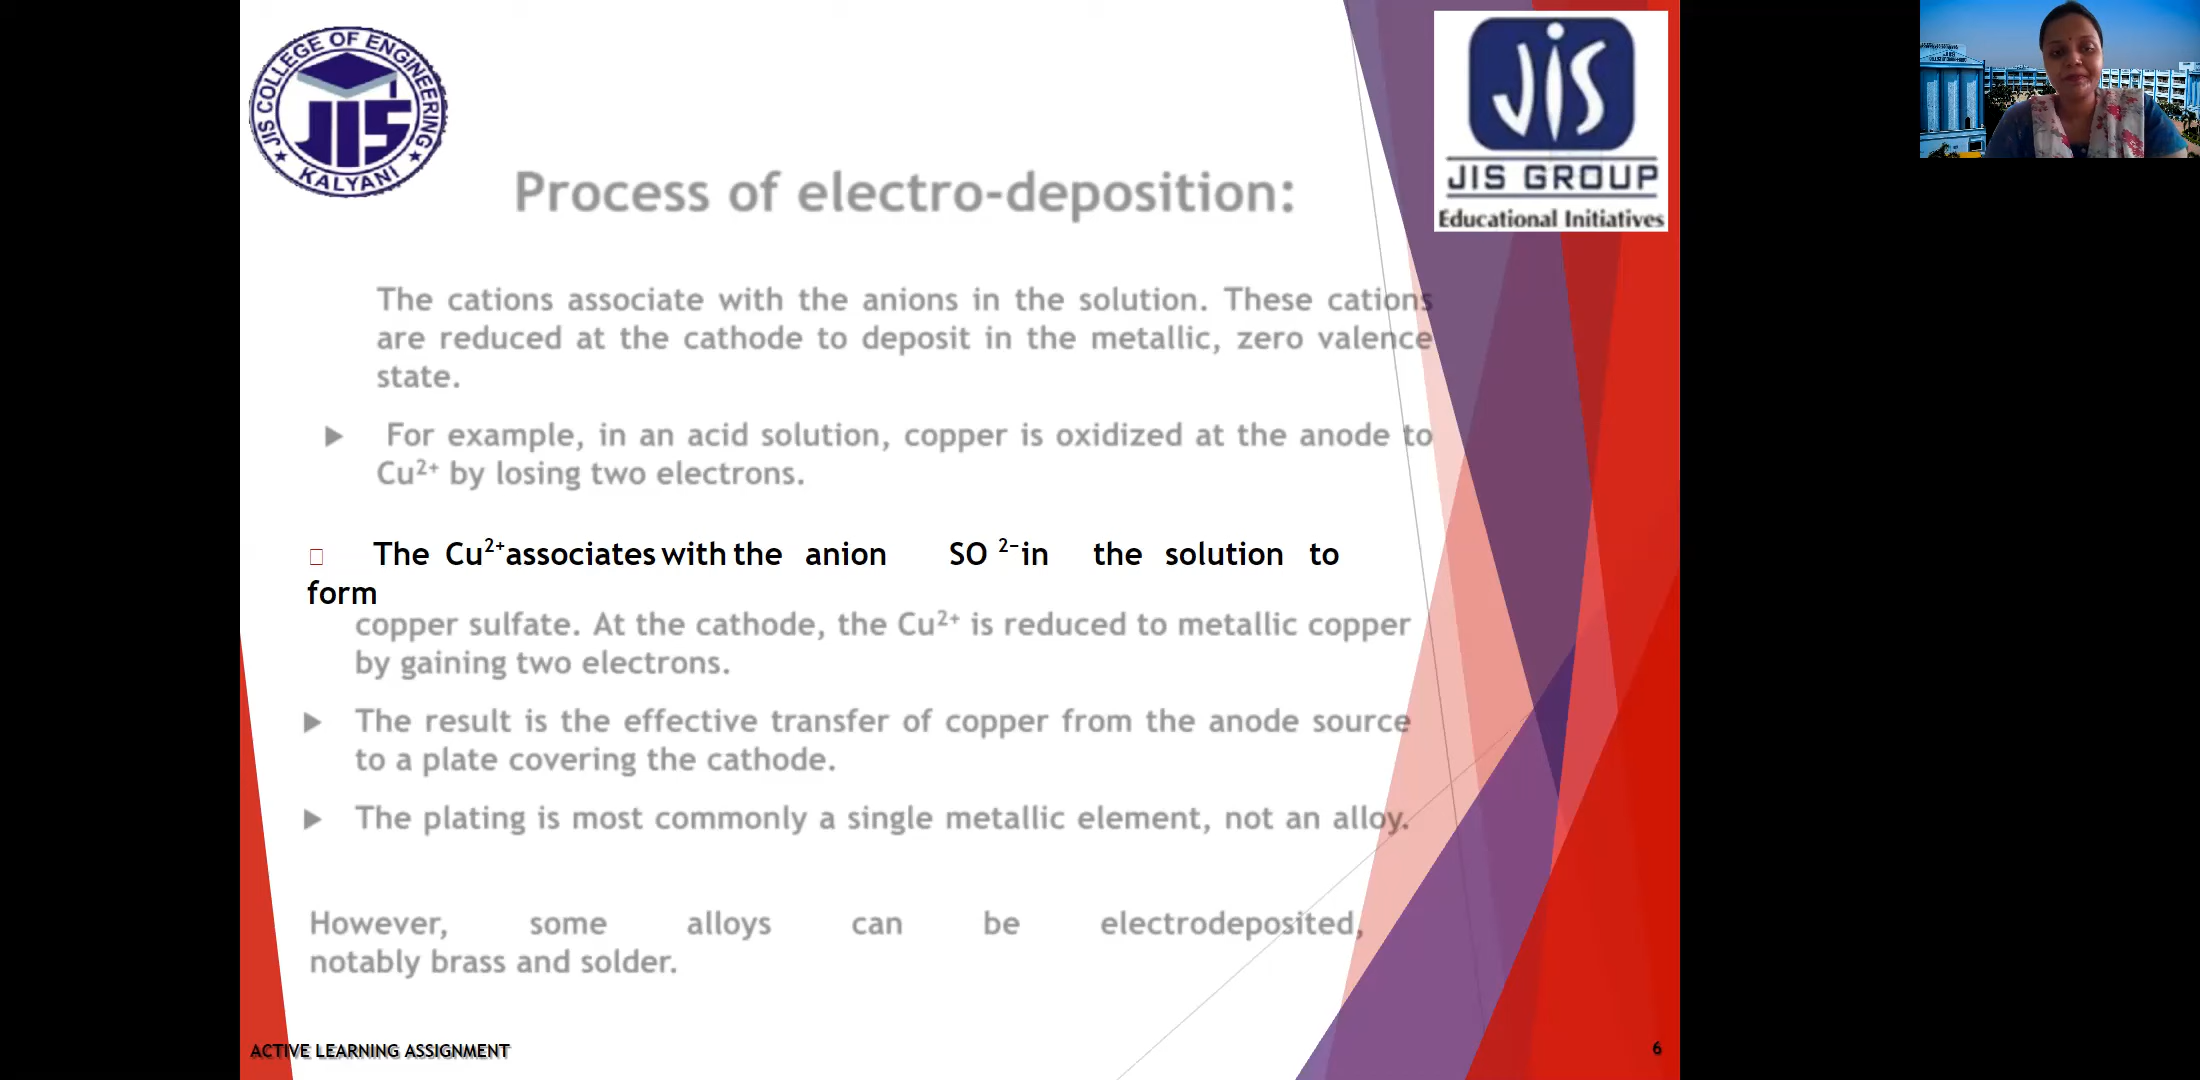 JIS COLLEGE OF ENGINEERING
JIS
KALYANI
JIS
JIS GROUP
Educational Initiatives
Process of electro-deposition:
The cations associate with the anions in the solution. These cations
are reduced at the cathode to deposit in the metallic, zero valence
state.
For example, in an acid solution, copper is oxidized at the anode to
Cu²⁺ by losing two electrons.
The Cu²⁺associates with the anion SO ²⁻in the solution to
form
copper sulfate. At the cathode, the Cu²⁺ is reduced to metallic copper
by gaining two electrons.
The result is the effective transfer of copper from the anode source
to a plate covering the cathode.
The plating is most commonly a single metallic element, not an alloy.
However, some alloys can be electrodeposited,
notably brass and solder.
ACTIVE LEARNING ASSIGNMENT
6